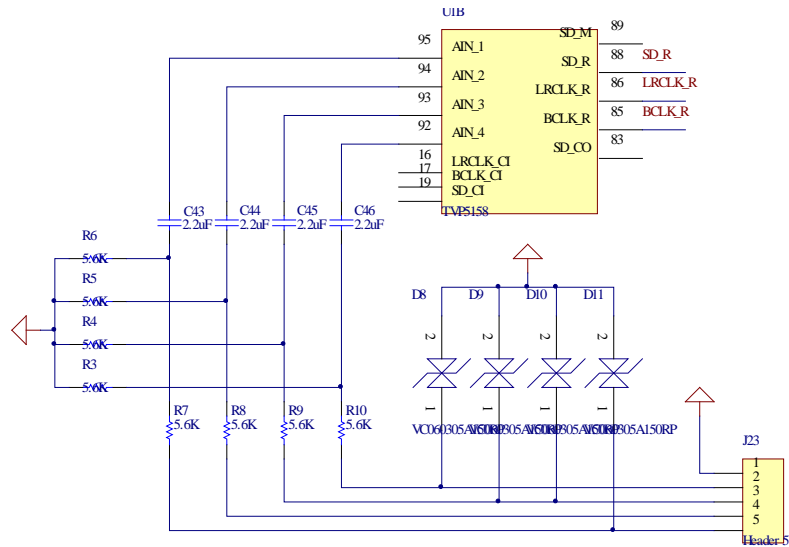 U1B
95 AIN_1 SD_M 89
94 AIN_2 SD_R 88 SD_R
93 AIN_3 LRCLK_R 86 LRCLK_R
92 AIN_4 BCLK_R 85 BCLK_R
SD_CO 83
16 LRCLK_CI
17 BCLK_CI
19 SD_CI
TVP5158
C43 C44 C45 C46
2.2uF 2.2uF 2.2uF 2.2uF
R6
5.6K
R5
5.6K
R4
5.6K
R3
5.6K
D8 D9 D10 D11
2 2 2 2
1 1 1 1
R7 R8 R9 R10
5.6K 5.6K 5.6K 5.6K
VC060305A150RP
J23
1
2
3
4
5
Header 5